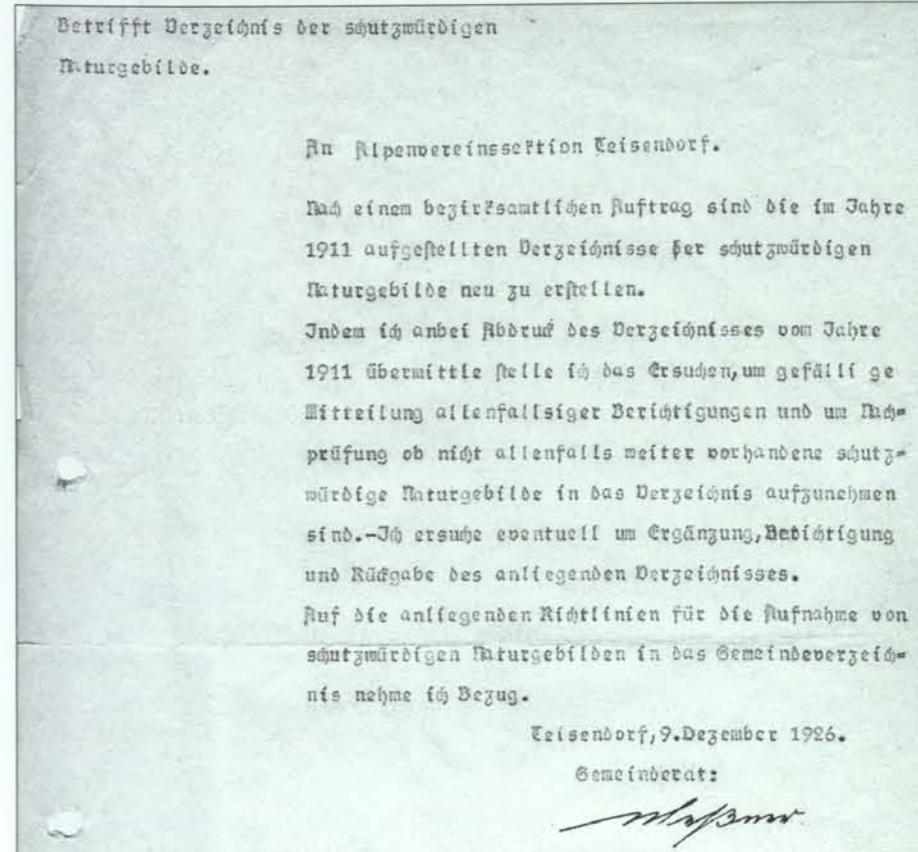 Betrifft Verzeichnis der schutzwürdigen
Naturgebilde.
An Alpenvereinssektion Teisendorf.
Nach einem bezirksamtlichen Auftrag sind die im Jahre
1911 aufgestellten Verzeichnisse der schutzwürdigen
Naturgebilde neu zu erstellen.
Indem ich anbei Abdruck des Verzeichnisses vom Jahre
1911 übermittle stelle ich das Ersuchen, um gefälli ge
Mitteilung allenfallsiger Berichtigungen und um Nach=
prüfung ob nicht allenfalls weiter vorhandene schutz=
würdige Naturgebilde in das Verzeichnis aufzunehmen
sind.-Ich ersuche eventuell um Ergänzung, Berichtigung
und Rückgabe des anliegenden Verzeichnisses.
Auf die anliegenden Richtlinien für die Aufnahme von
schutzwürdigen Naturgebilden in das Gemeindeverzeich=
nis nehme ich Bezug.
Teisendorf, 9. Dezember 1926.
Gemeinderat: